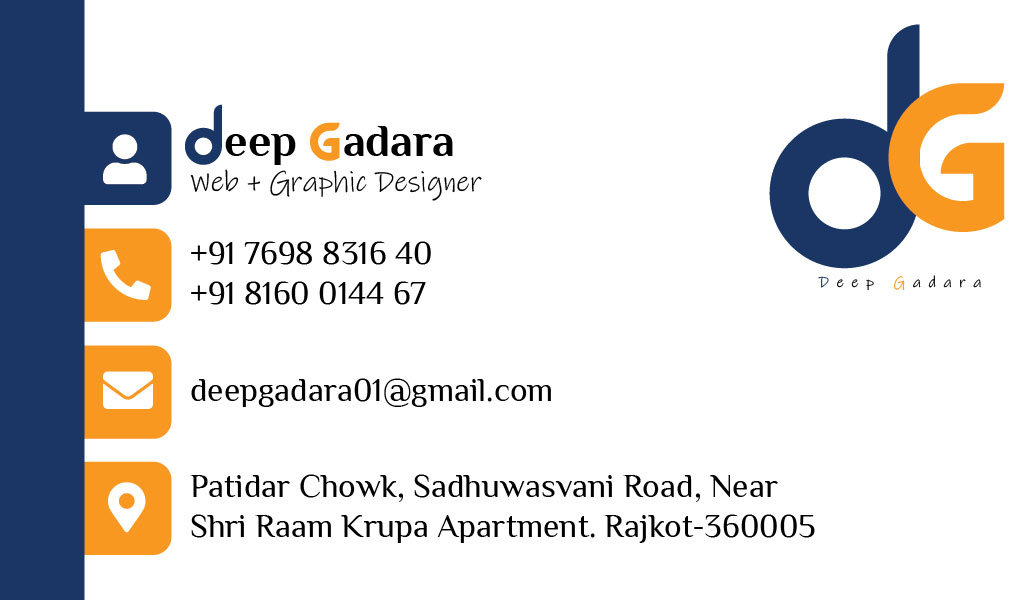 deep Gadara
Web + Graphic Designer
+91 7698 8316 40
+91 8160 0144 67
deepgadara01@gmail.com
Patidar Chowk, Sadhuwasvani Road, Near
Shri Raam Krupa Apartment. Rajkot-360005
dG
Deep Gadara